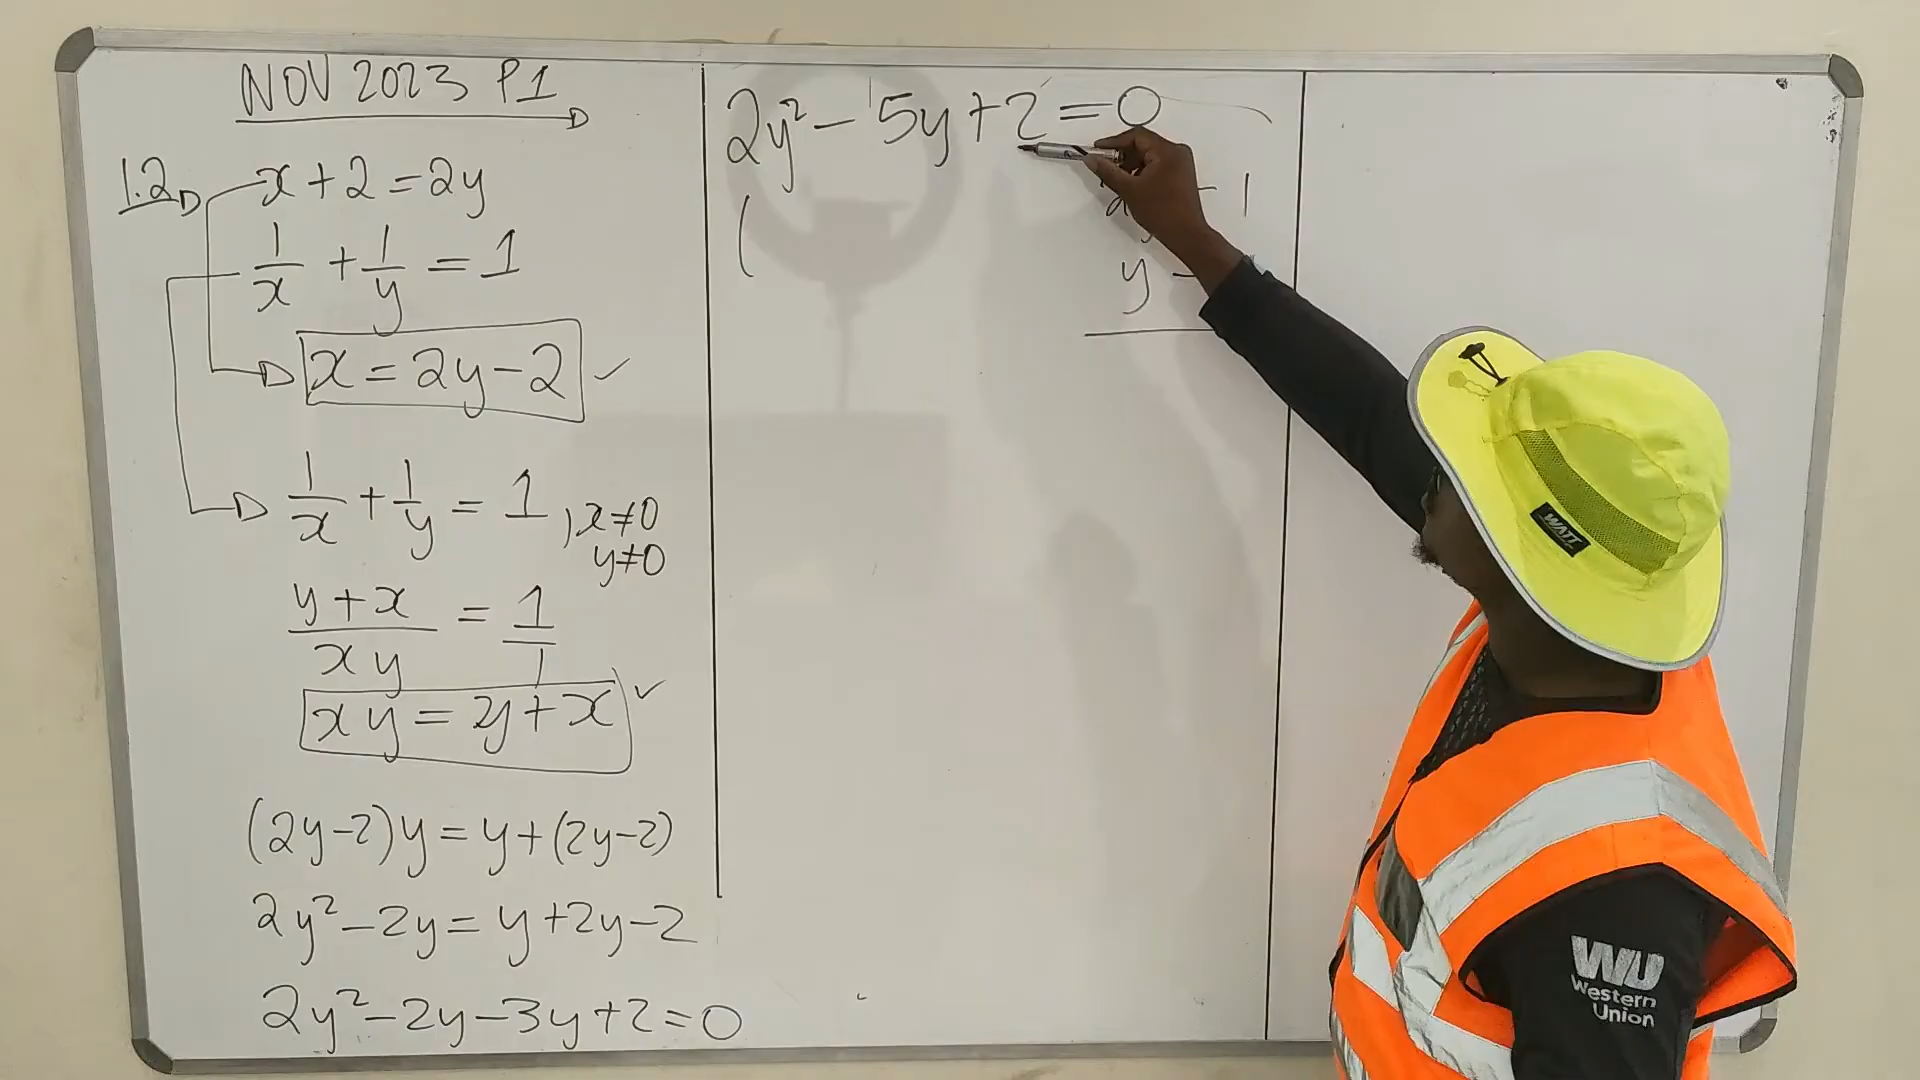 NOV 2023 P1
1.2 x + 2 = 2y
1/x + 1/y = 1
x = 2y - 2 ✓
1/x + 1/y = 1, x ≠ 0
y ≠ 0
(y + x)/(xy) = 1/1
xy = y + x ✓
(2y-2)y = y+(2y-2)
2y² - 2y = y + 2y - 2
2y² - 2y - 3y + 2 = 0
2y² - 5y + 2 = 0
(
- 1
y -
WATT
WU
Western
Union